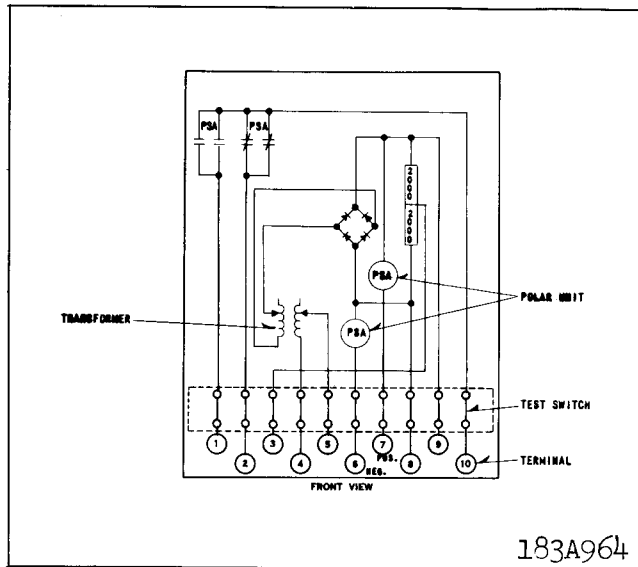 PSA PSA
2000
2000
PSA
POLAR UNIT
TRANSFORMER
PSA
TEST SWITCH
1 3 5 7 9
POS.
2 4 6 8 10
NEG.
TERMINAL
FRONT VIEW
183A964